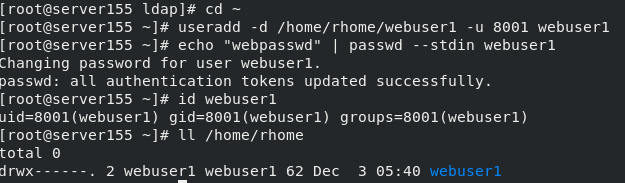 [root@server155 ldap]# cd ~
[root@server155 ~]# useradd -d /home/rhome/webuser1 -u 8001 webuser1
[root@server155 ~]# echo "webpasswd" | passwd --stdin webuser1
Changing password for user webuser1.
passwd: all authentication tokens updated successfully.
[root@server155 ~]# id webuser1
uid=8001(webuser1) gid=8001(webuser1) groups=8001(webuser1)
[root@server155 ~]# ll /home/rhome
total 0
drwx------. 2 webuser1 webuser1 62 Dec  3 05:40 webuser1